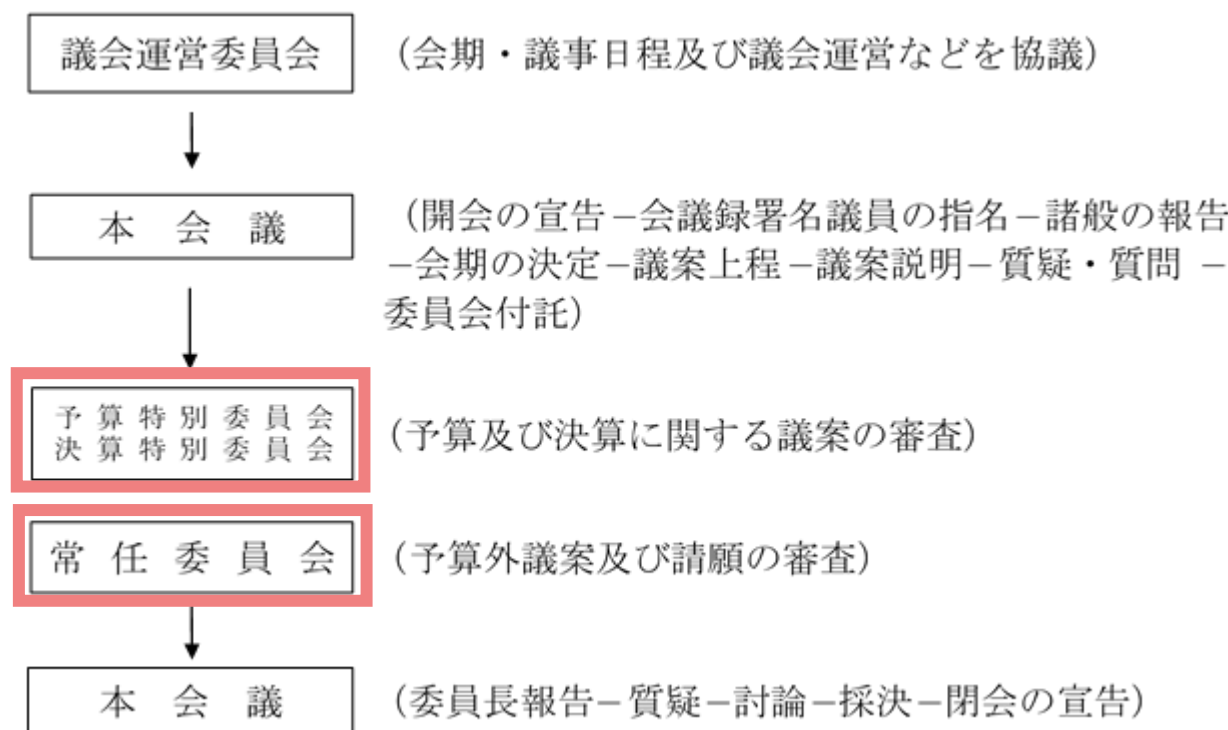 議会運営委員会 （会期・議事日程及び議会運営などを協議）
本会議 （開会の宣告－会議録署名議員の指名－諸般の報告
－会期の決定－議案上程－議案説明－質疑・質問－
委員会付託）
予算特別委員会
決算特別委員会
（予算及び決算に関する議案の審査）
常任委員会 （予算外議案及び請願の審査）
本会議 （委員長報告－質疑－討論－採決－閉会の宣告）